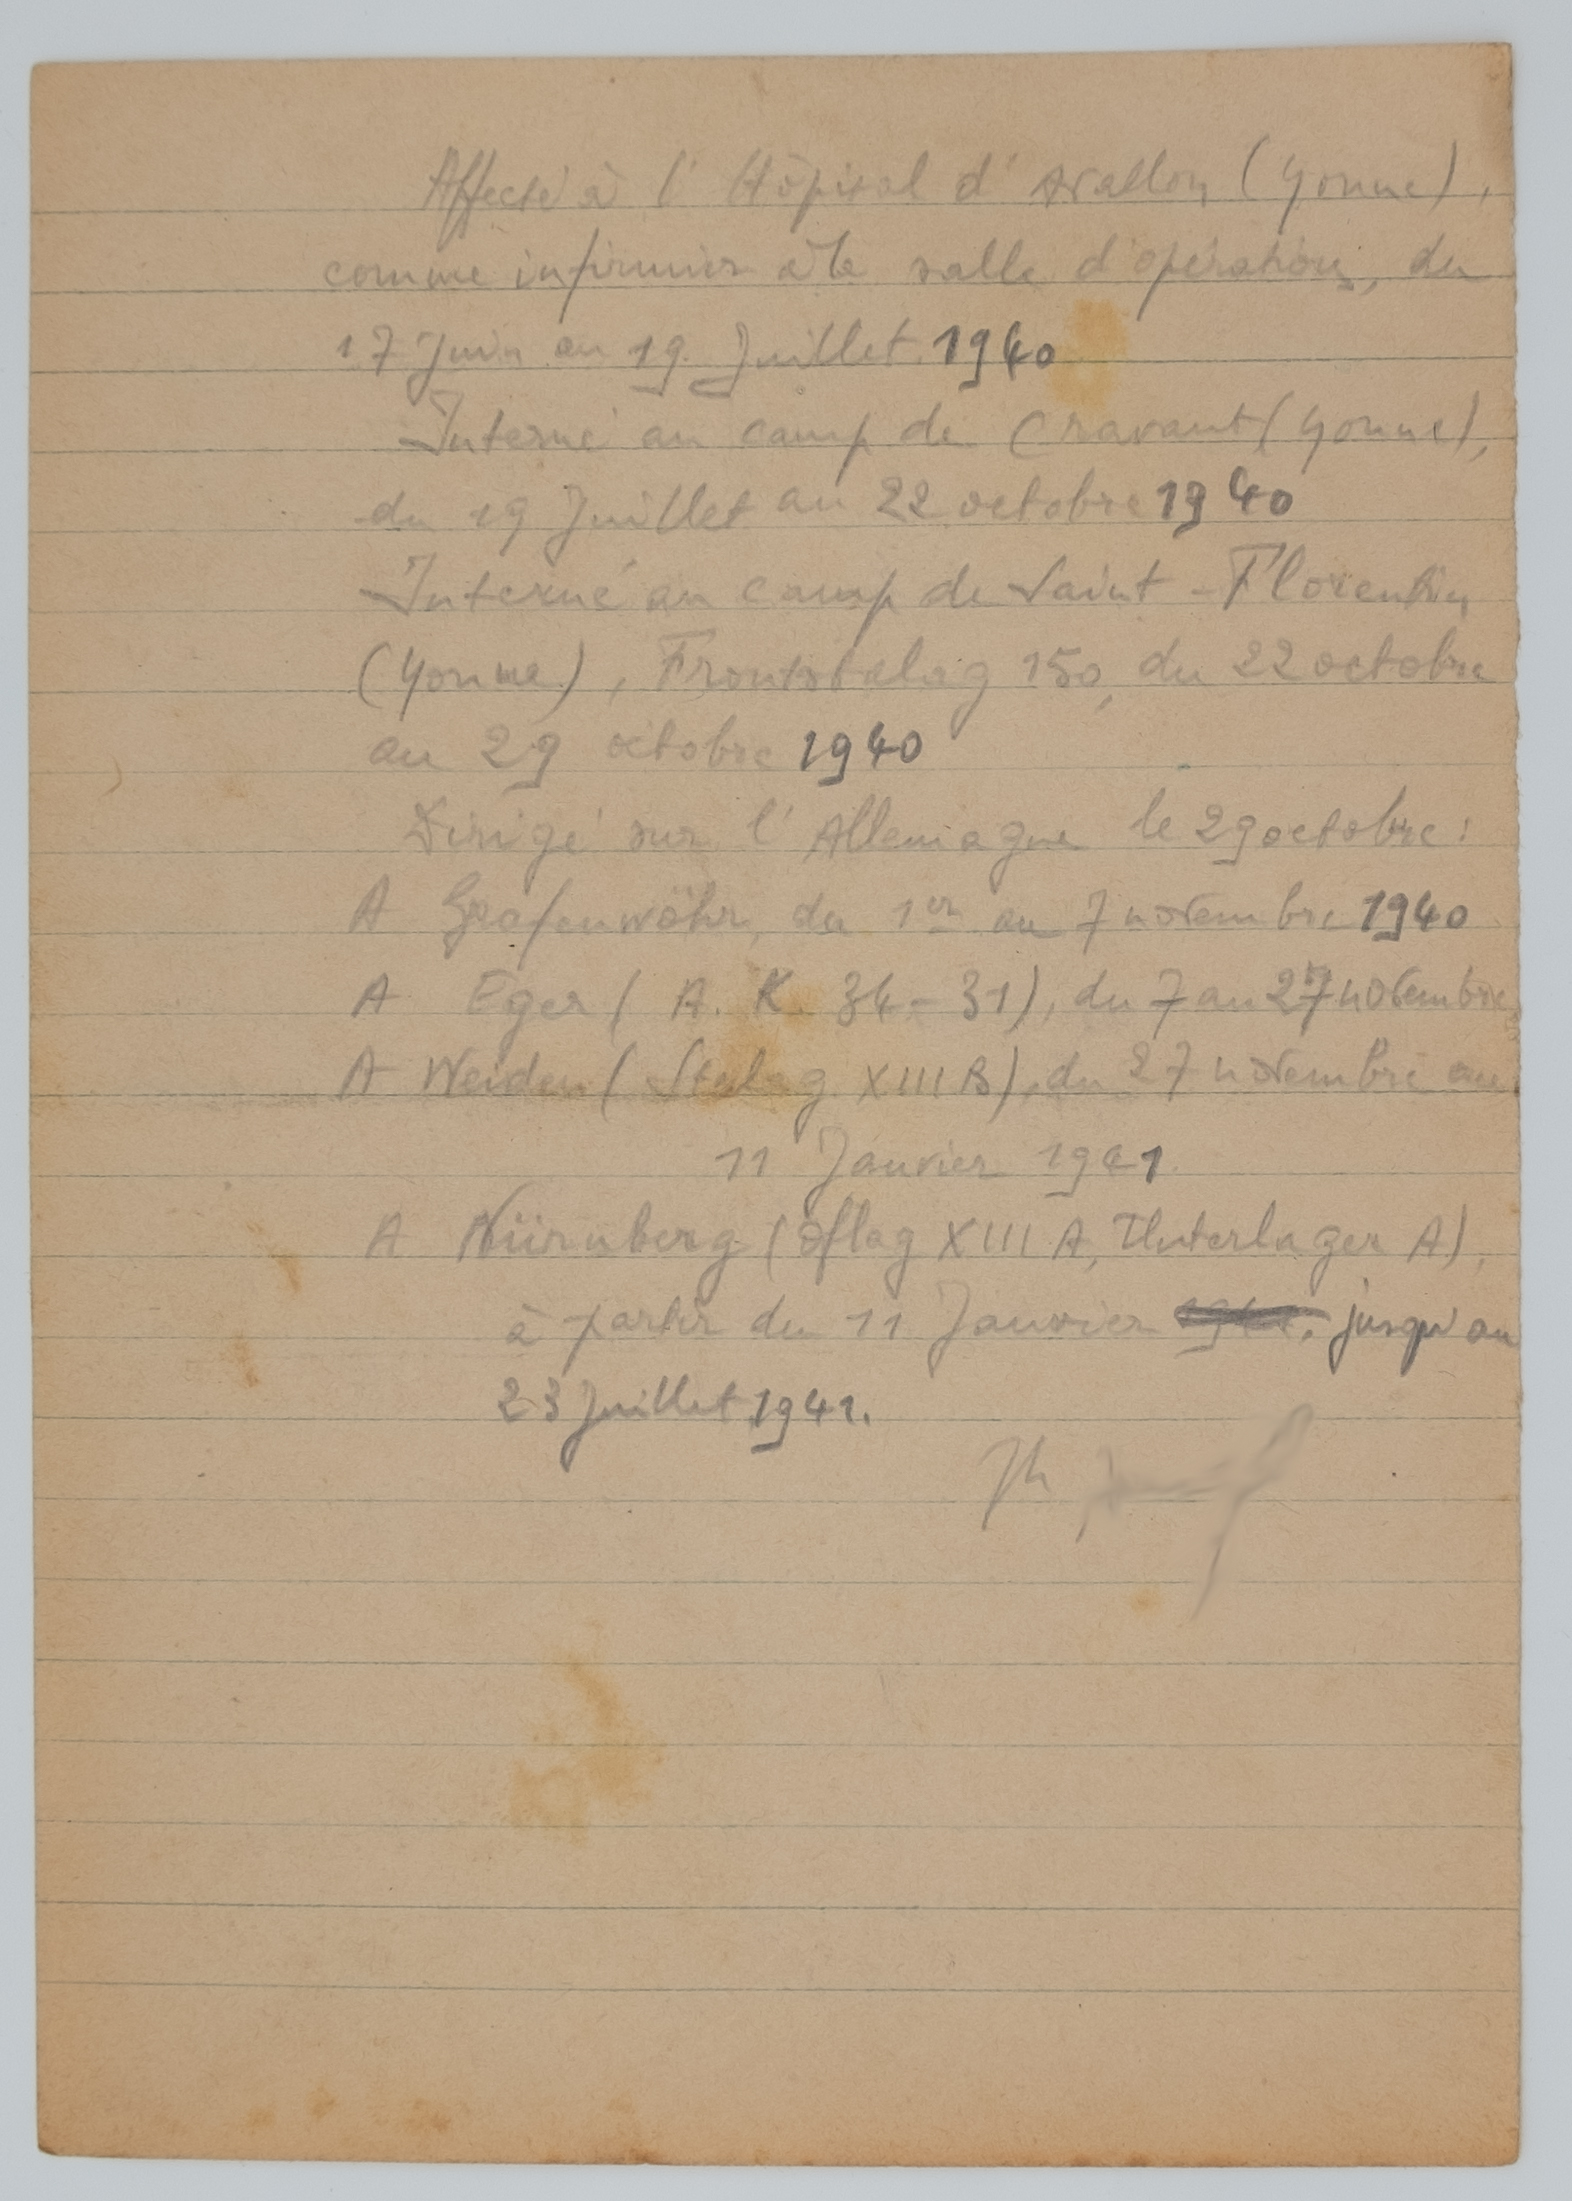 Affecté à l'Hôpital d'Avallon (Yonne),
comme infirmier à la salle d'opérations, du
17 Juin au 19 Juillet 1940
Interné au camp de Cravant (Yonne),
du 19 Juillet au 22 octobre 1940
Interné au camp de Saint-Florentin
(Yonne), Frontstalag 150, du 22 octobre
au 29 octobre 1940
Dirigé sur l'Allemagne le 29 octobre :
A Grafenwöhr, du 1er au 7 novembre 1940
A Eger (A. K. 34-31), du 7 au 27 novembre
A Weiden (Stalag XIII B), du 27 novembre au
11 Janvier 1941.
A Nürnberg (Oflag XIII A, Unterlager A),
à partir du 11 Janvier jusqu'au
23 Juillet 1941.